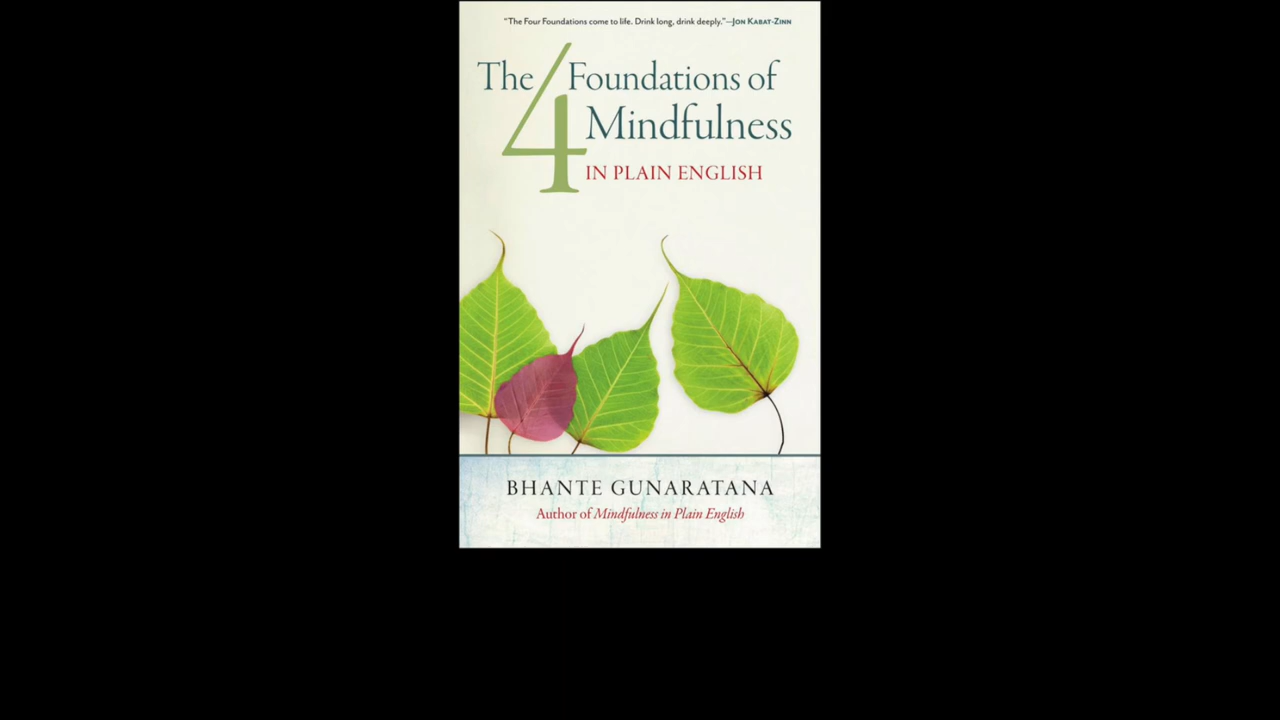 "The Four Foundations come to life. Drink long, drink deeply."—Jon Kabat-Zinn
The 4 Foundations of
Mindfulness
IN PLAIN ENGLISH
BHANTE GUNARATANA
Author of Mindfulness in Plain English